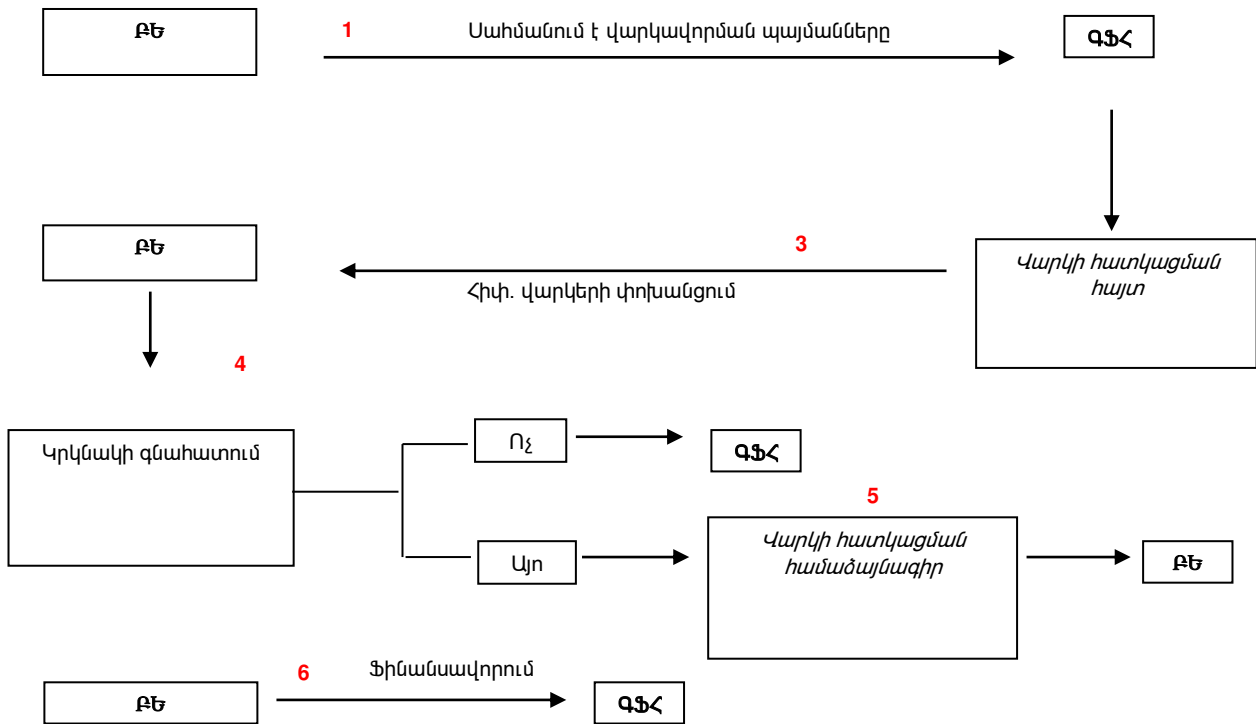 ԲԵ
1
Սահմանում է վարկավորման պայմանները
ԳՖՀ
ԲԵ
3
Հիփ. վարկերի փոխանցում
Վարկի հատկացման
հայտ
4
Կրկնակի գնահատում
Ոչ
ԳՖՀ
Այո
5
Վարկի հատկացման
համաձայնագիր
ԲԵ
ԲԵ
6
Ֆինանսավորում
ԳՖՀ